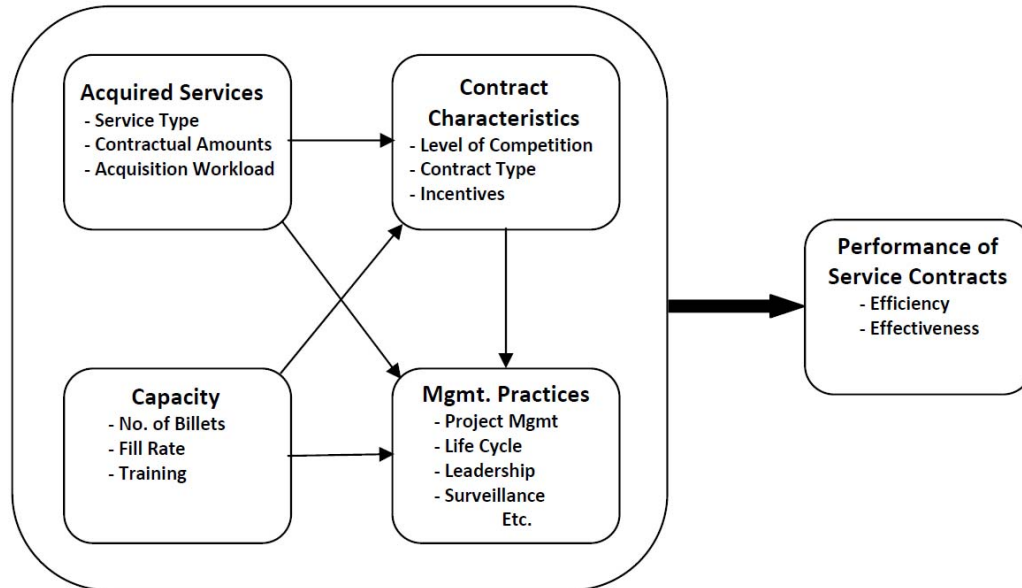 Acquired Services
- Service Type
- Contractual Amounts
- Acquisition Workload
Contract
Characteristics
- Level of Competition
- Contract Type
- Incentives
Capacity
- No. of Billets
- Fill Rate
- Training
Mgmt. Practices
- Project Mgmt
- Life Cycle
- Leadership
- Surveillance
Etc.
Performance of
Service Contracts
- Efficiency
- Effectiveness